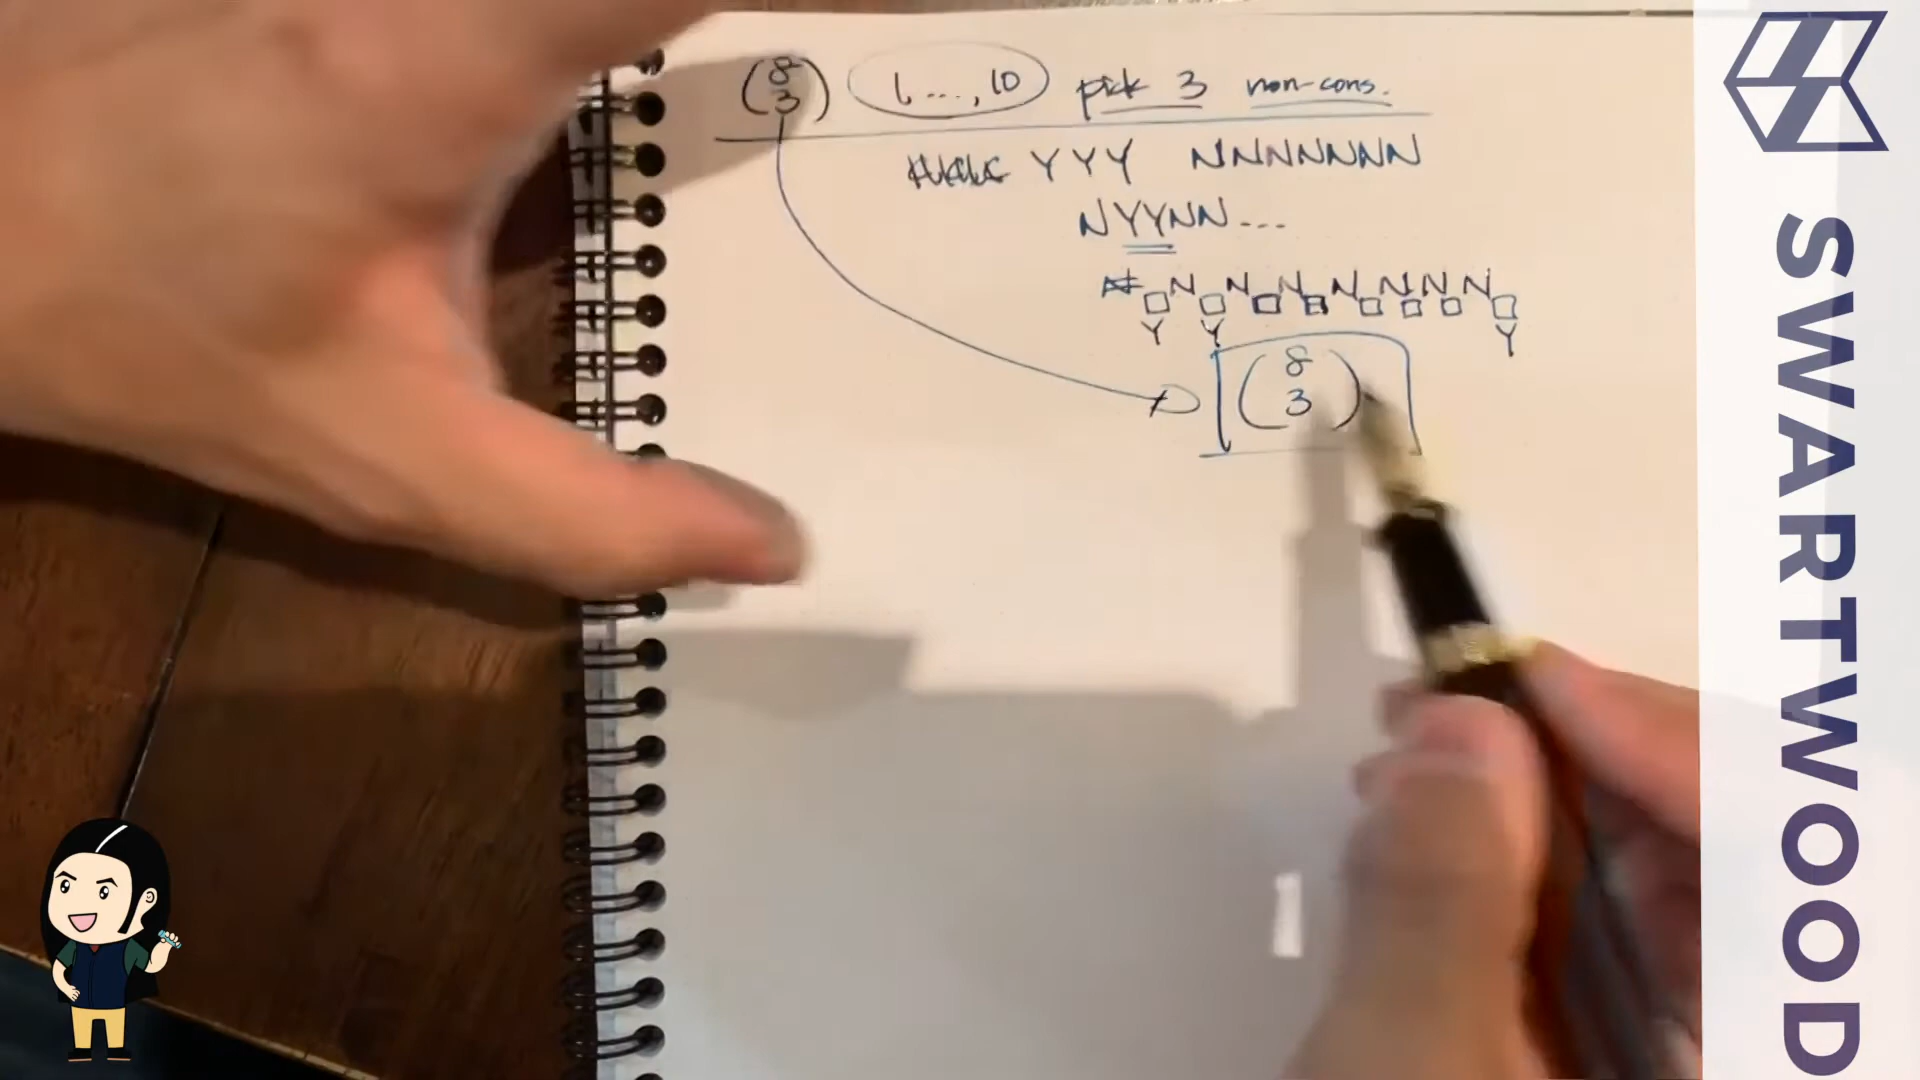 (8 3) 1, ..., 10 pick 3 non-cons.
YYY NNNNNNN
NYYNN...
N N N N N N N
Y Y Y
(8 3)
SWARTWOOD